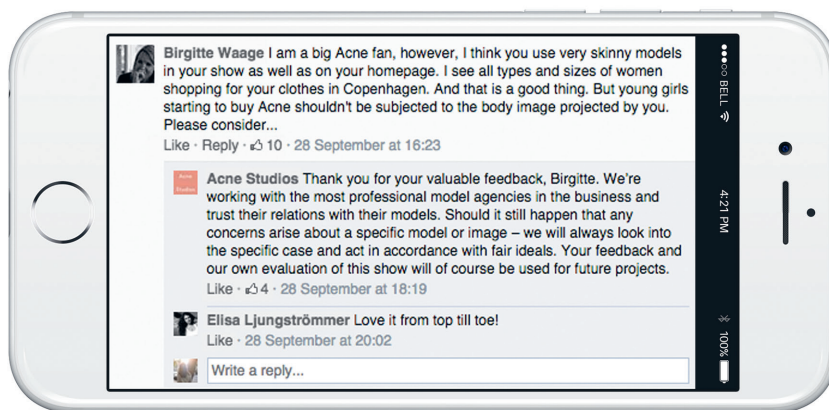 Birgitte Waage I am a big Acne fan, however, I think you use very skinny models
in your show as well as on your homepage. I see all types and sizes of women
shopping for your clothes in Copenhagen. And that is a good thing. But young girls
starting to buy Acne shouldn't be subjected to the body image projected by you.
Please consider...
Like · Reply · 10 · 28 September at 16:23
Acne
Studios
Acne Studios Thank you for your valuable feedback, Birgitte. We're
working with the most professional model agencies in the business and
trust their relations with their models. Should it still happen that any
concerns arise about a specific model or image – we will always look into
the specific case and act in accordance with fair ideals. Your feedback and
our own evaluation of this show will of course be used for future projects.
Like · 4 · 28 September at 18:19
Elisa Ljungströmmer Love it from top till toe!
Like · 28 September at 20:02
Write a reply...
BELL
4:21 PM
100%